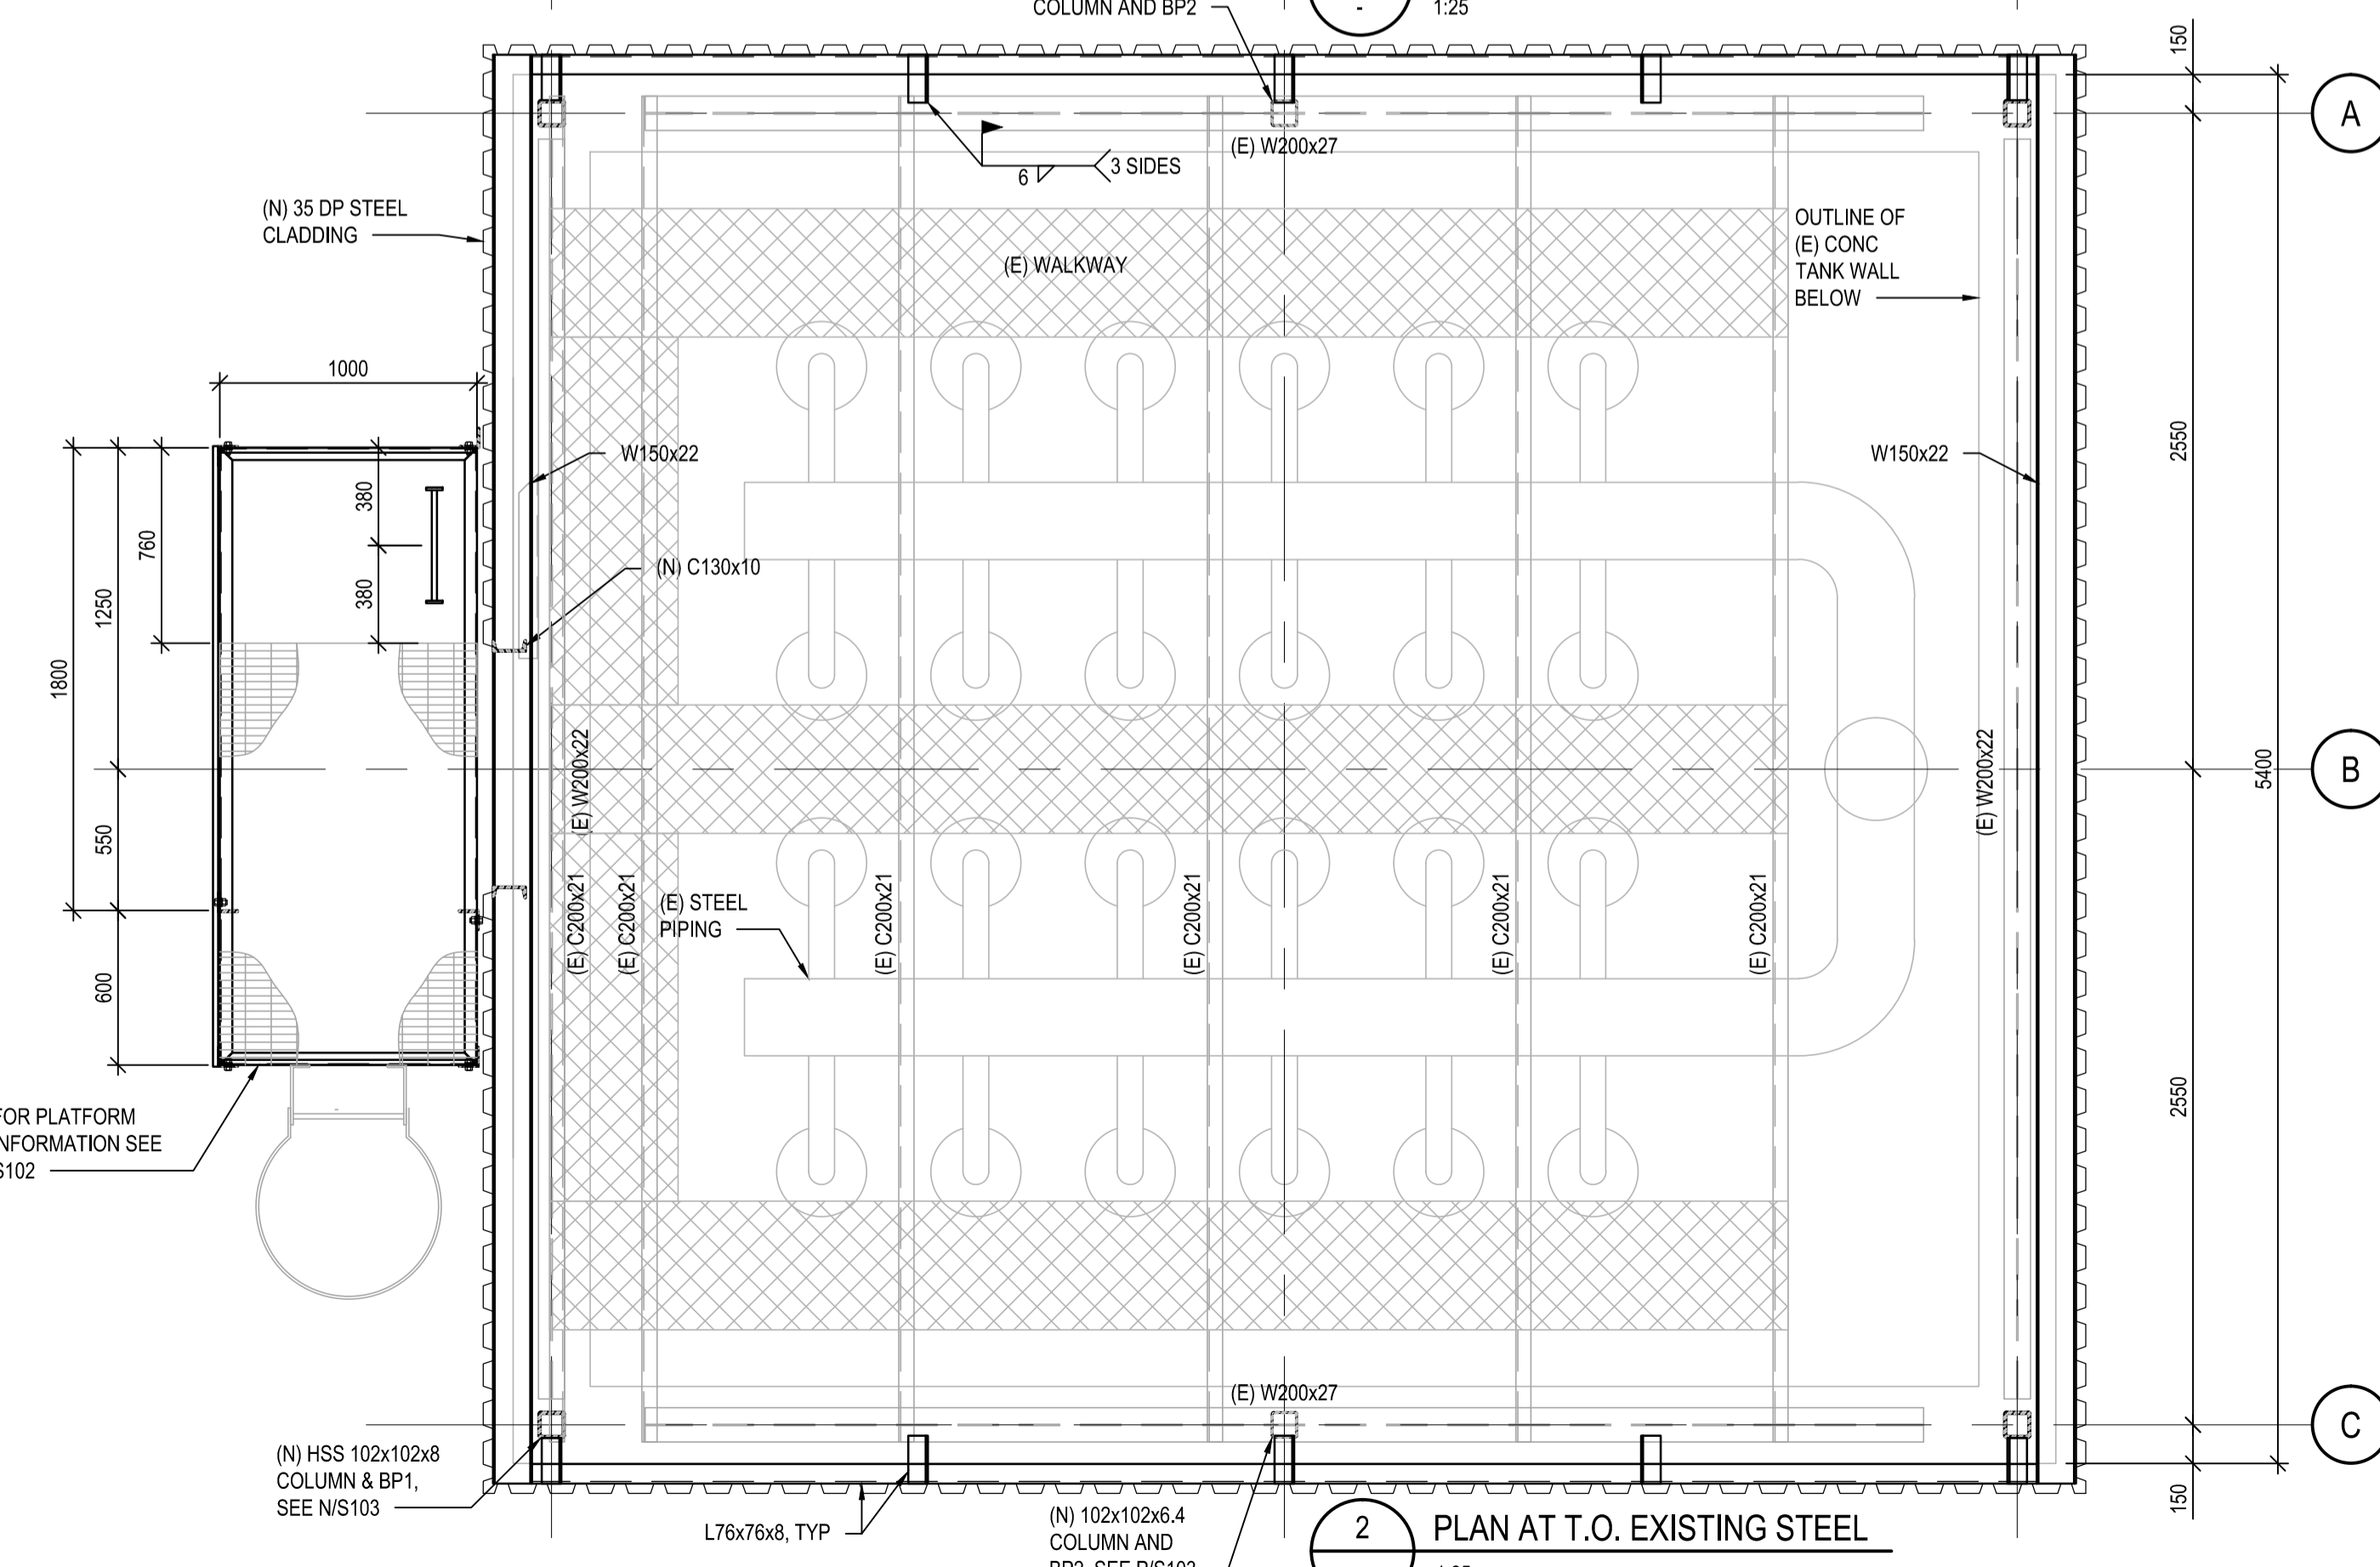 COLUMN AND BP2
-
1:25
150
A
(E) W200x27
6
3 SIDES
(N) 35 DP STEEL
CLADDING
OUTLINE OF
(E) CONC
TANK WALL
BELOW
(E) WALKWAY
1000
W150x22
W150x22
2550
380
760
(N) C130x10
380
1250
1800
(E) W200x22
(E) W200x22
5400
B
550
(E) C200x21
(E) C200x21
(E) STEEL
PIPING
(E) C200x21
(E) C200x21
(E) C200x21
(E) C200x21
600
2550
FOR PLATFORM
INFORMATION SEE
S102
(E) W200x27
C
(N) HSS 102x102x8
COLUMN & BP1,
SEE N/S103
L76x76x8, TYP
(N) 102x102x6.4
COLUMN AND
150
2
PLAN AT T.O. EXISTING STEEL